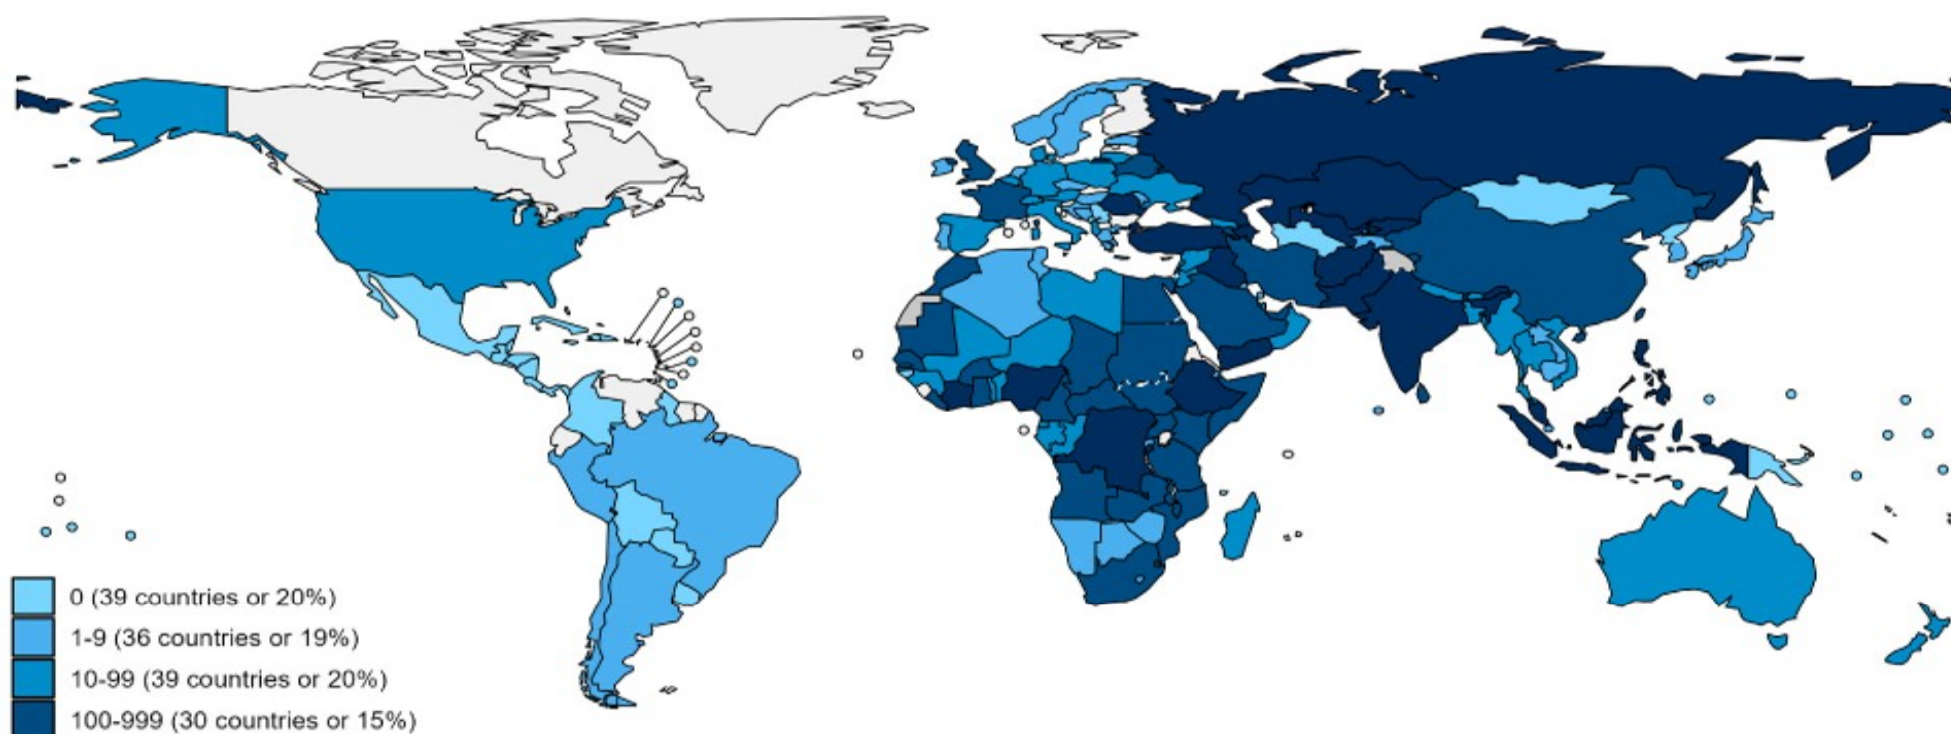 0 (39 countries or 20%)
1-9 (36 countries or 19%)
10-99 (39 countries or 20%)
100-999 (30 countries or 15%)